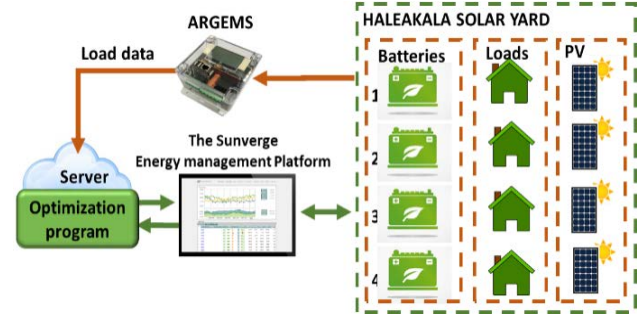 ARGEMS
HALEAKALA SOLAR YARD
Load data
Batteries
Loads
PV
1
2
3
4
The Sunverge
Energy management Platform
Server
Optimization
program